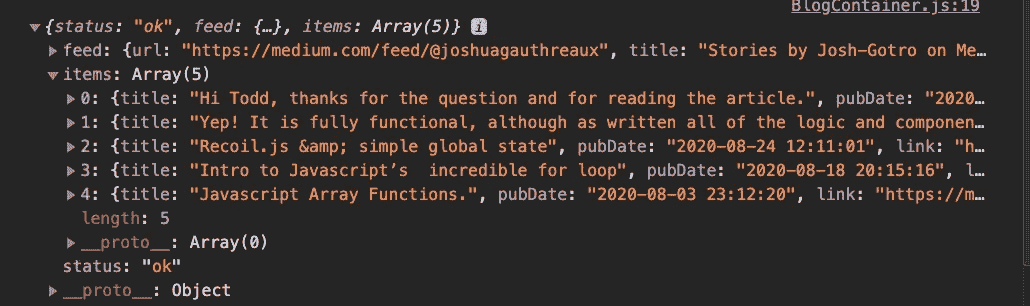 BlogContainer.js:19
{status: "ok", feed: {…}, items: Array(5)} i
feed: {url: "https://medium.com/feed/@joshuagauthreaux", title: "Stories by Josh-Gotro on Me…
items: Array(5)
0: {title: "Hi Todd, thanks for the question and for reading the article.", pubDate: "2020…
1: {title: "Yep! It is fully functional, although as written all of the logic and componen…
2: {title: "Recoil.js &amp; simple global state", pubDate: "2020-08-24 12:11:01", link: "h…
3: {title: "Intro to Javascript’s  incredible for loop", pubDate: "2020-08-18 20:15:16", l…
4: {title: "Javascript Array Functions.", pubDate: "2020-08-03 23:12:20", link: "https://m…
length: 5
__proto__: Array(0)
status: "ok"
__proto__: Object